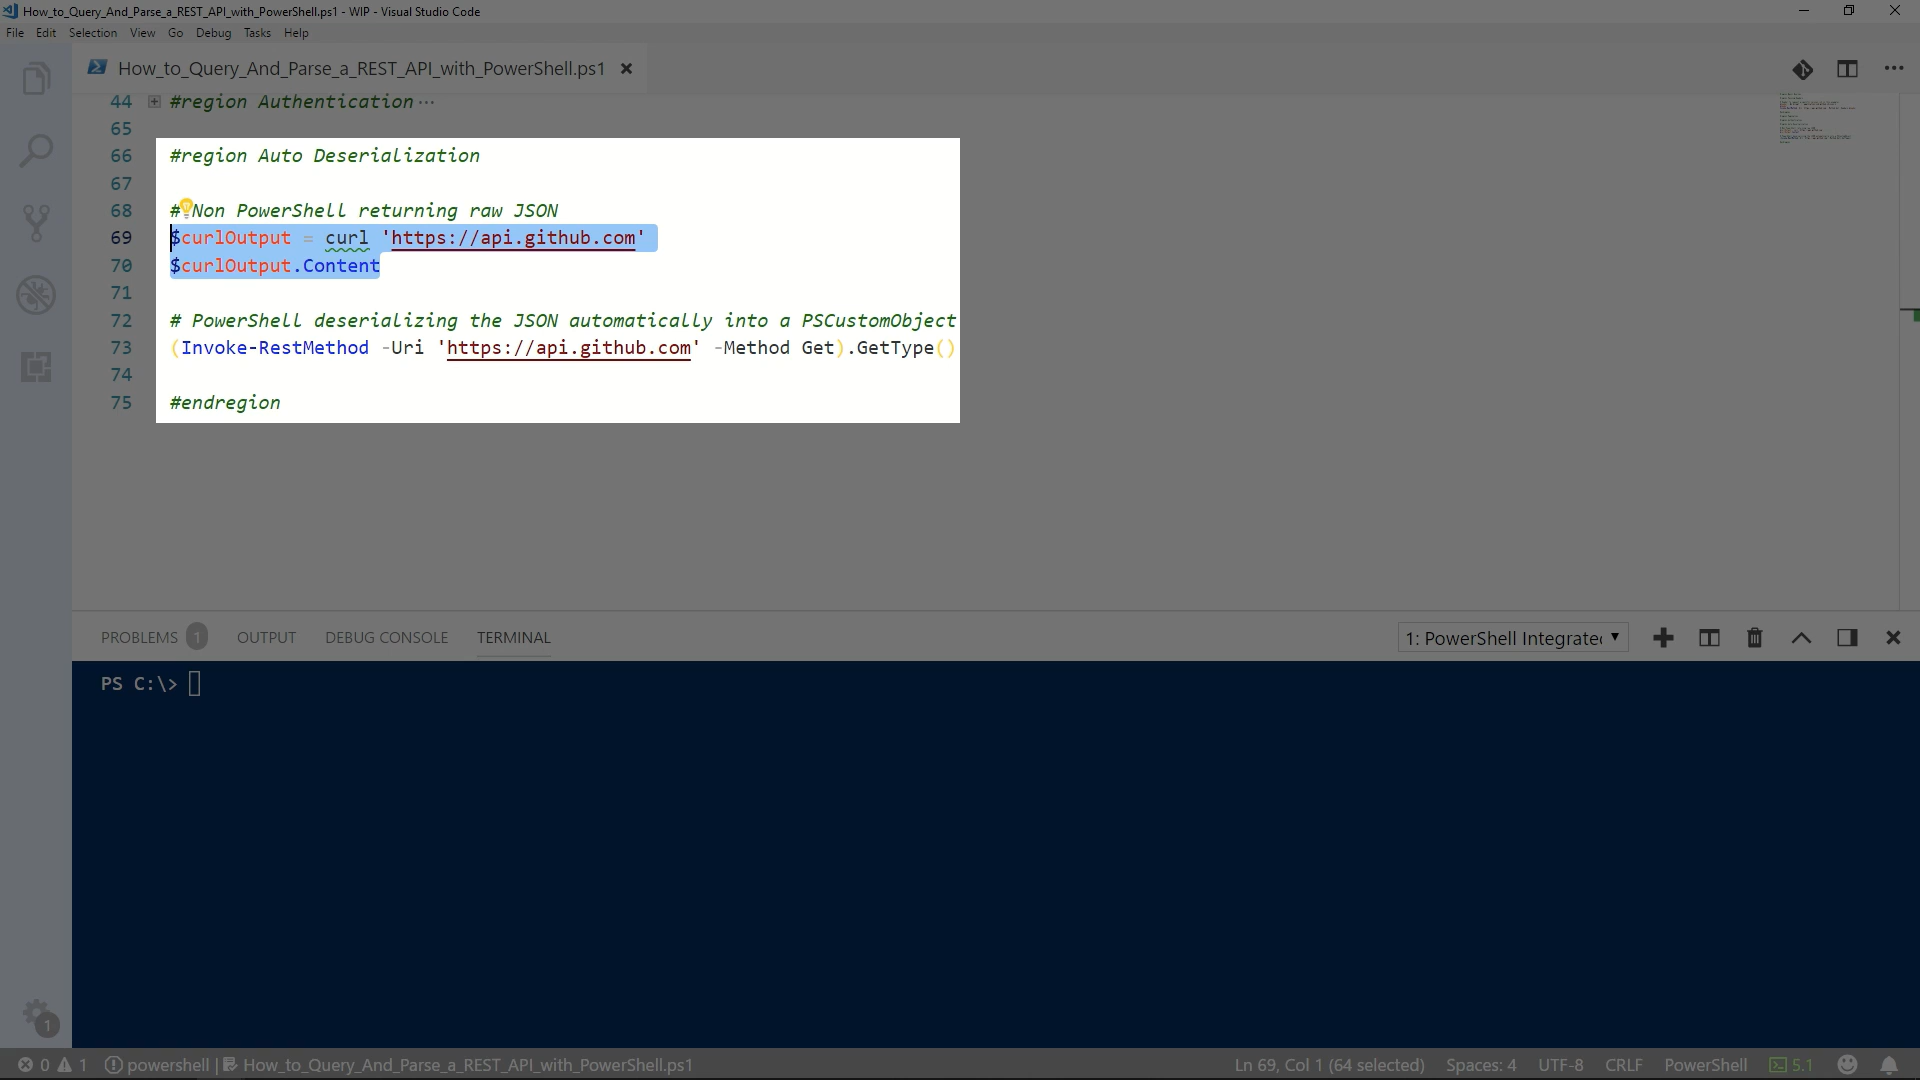 How_to_Query_And_Parse_a_REST_API_with_PowerShell.ps1 - WIP - Visual Studio Code
File Edit Selection View Go Debug Tasks Help
How_to_Query_And_Parse_a_REST_API_with_PowerShell.ps1
44 #region Authentication ···
65
66 #region Auto Deserialization
67
68 # Non PowerShell returning raw JSON
69 $curlOutput = curl 'https://api.github.com'
70 $curlOutput.Content
71
72 # PowerShell deserializing the JSON automatically into a PSCustomObject
73 (Invoke-RestMethod -Uri 'https://api.github.com' -Method Get).GetType()
74
75 #endregion
PROBLEMS 1 OUTPUT DEBUG CONSOLE TERMINAL 1: PowerShell Integrated
PS C:\>
1
0 1 powershell | How_to_Query_And_Parse_a_REST_API_with_PowerShell.ps1 Ln 69, Col 1 (64 selected) Spaces: 4 UTF-8 CRLF PowerShell 5.1